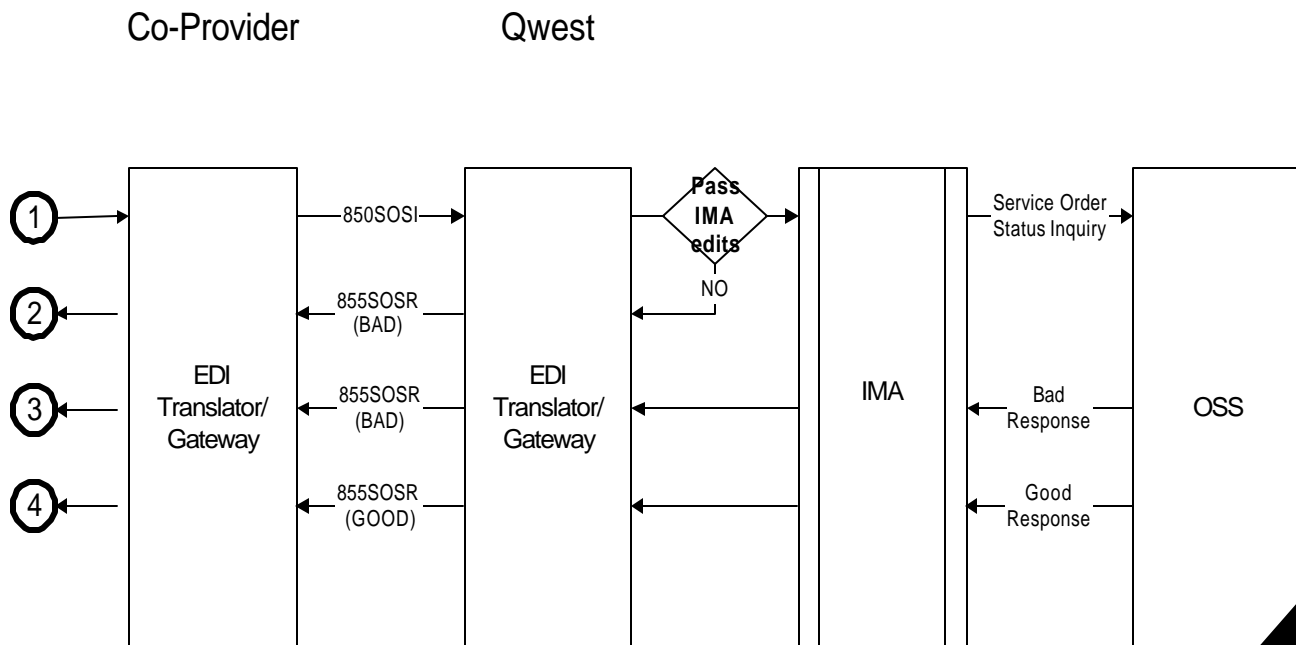 Co-Provider
Qwest
1
850SOSI
Pass
IMA
edits
Service Order
Status Inquiry
NO
2
855SOSR
(BAD)
EDI
Translator/
Gateway
EDI
Translator/
Gateway
IMA
OSS
3
855SOSR
(BAD)
Bad
Response
4
855SOSR
(GOOD)
Good
Response